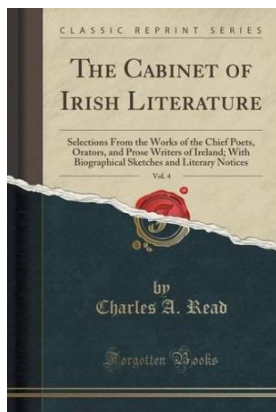 CLASSIC REPRINT SERIES
THE CABINET OF
IRISH LITERATURE
Selections From the Works of the Chief Poets,
Orators, and Prose Writers of Ireland; With
Biographical Sketches and Literary Notices
Vol. 4
by
Charles A. Read
Forgotten Books